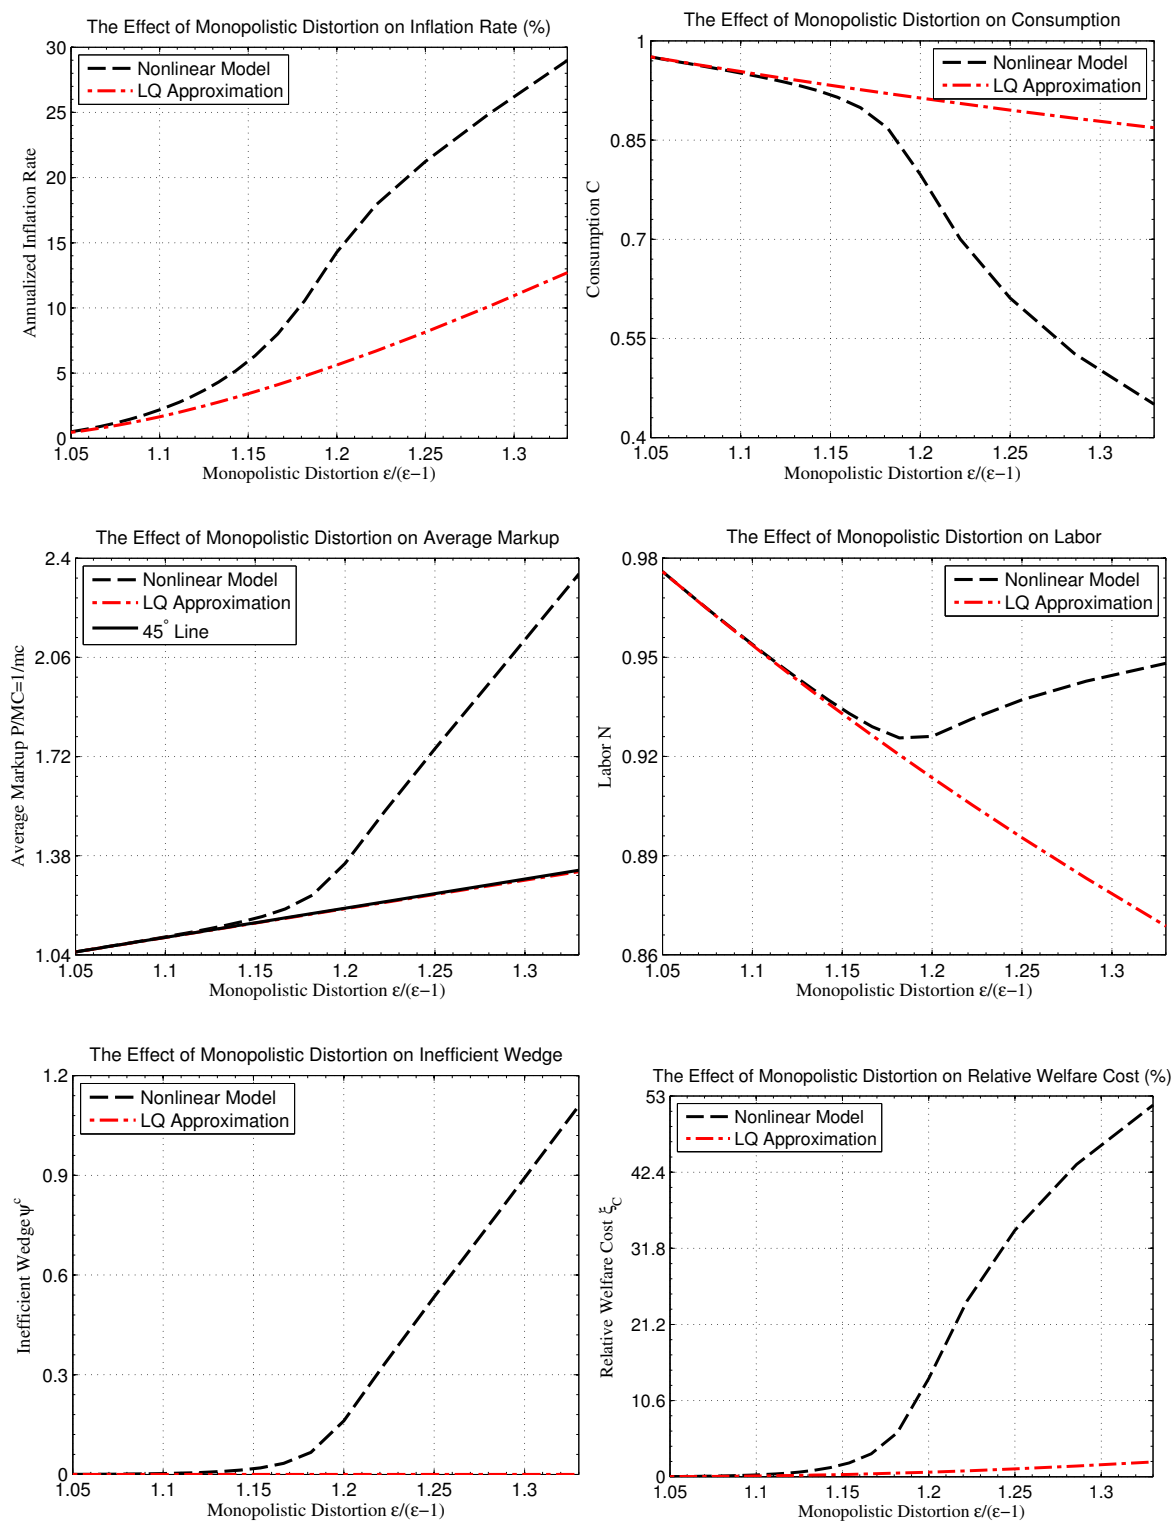 The Effect of Monopolistic Distortion on Inflation Rate (%)
30
25
20
15
10
5
0
Nonlinear Model
LQ Approximation
Annualized Inflation Rate
1.05
1.1
1.15
1.2
1.25
1.3
Monopolistic Distortion ε/(ε−1)
The Effect of Monopolistic Distortion on Consumption
1
0.85
0.7
0.55
0.4
Nonlinear Model
LQ Approximation
Consumption C
1.05
1.1
1.15
1.2
1.25
1.3
Monopolistic Distortion ε/(ε−1)
The Effect of Monopolistic Distortion on Average Markup
2.4
2.06
1.72
1.38
1.04
Nonlinear Model
LQ Approximation
45° Line
Average Markup P/MC=1/mc
1.05
1.1
1.15
1.2
1.25
1.3
Monopolistic Distortion ε/(ε−1)
The Effect of Monopolistic Distortion on Labor
0.98
0.95
0.92
0.89
0.86
Nonlinear Model
LQ Approximation
Labor N
1.05
1.1
1.15
1.2
1.25
1.3
Monopolistic Distortion ε/(ε−1)
The Effect of Monopolistic Distortion on Inefficient Wedge
1.2
0.9
0.6
0.3
0
Nonlinear Model
LQ Approximation
Inefficient Wedge ψ^c
1.05
1.1
1.15
1.2
1.25
1.3
Monopolistic Distortion ε/(ε−1)
The Effect of Monopolistic Distortion on Relative Welfare Cost (%)
53
42.4
31.8
21.2
10.6
0
Nonlinear Model
LQ Approximation
Relative Welfare Cost ξ_C
1.05
1.1
1.15
1.2
1.25
1.3
Monopolistic Distortion ε/(ε−1)